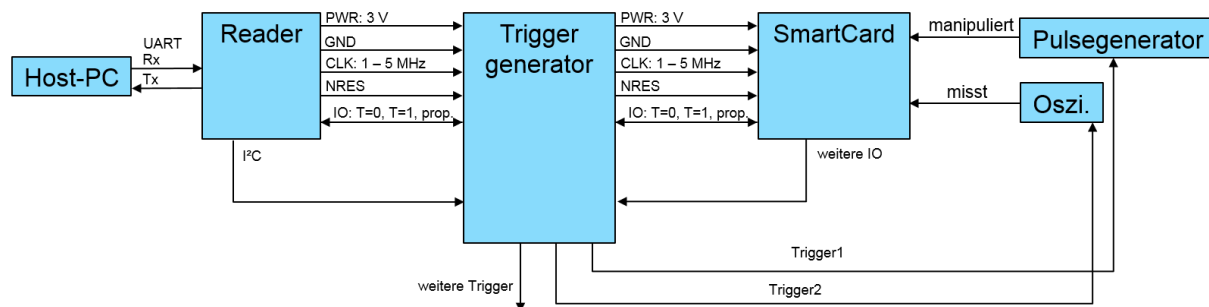 Host-PC
UART
Rx
Tx
Reader
PWR: 3 V
GND
CLK: 1 – 5 MHz
NRES
IO: T=0, T=1, prop.
I²C
Trigger
generator
PWR: 3 V
GND
CLK: 1 – 5 MHz
NRES
IO: T=0, T=1, prop.
SmartCard
weitere IO
manipuliert
Pulsegenerator
misst
Oszi.
Trigger1
weitere Trigger
Trigger2